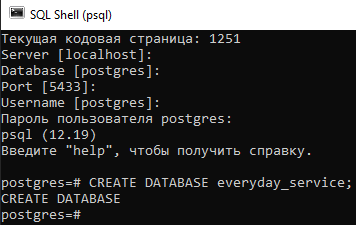 SQL Shell (psql)
Текущая кодовая страница: 1251
Server [localhost]:
Database [postgres]:
Port [5433]:
Username [postgres]:
Пароль пользователя postgres:
psql (12.19)
Введите "help", чтобы получить справку.
postgres=# CREATE DATABASE everyday_service;
CREATE DATABASE
postgres=#